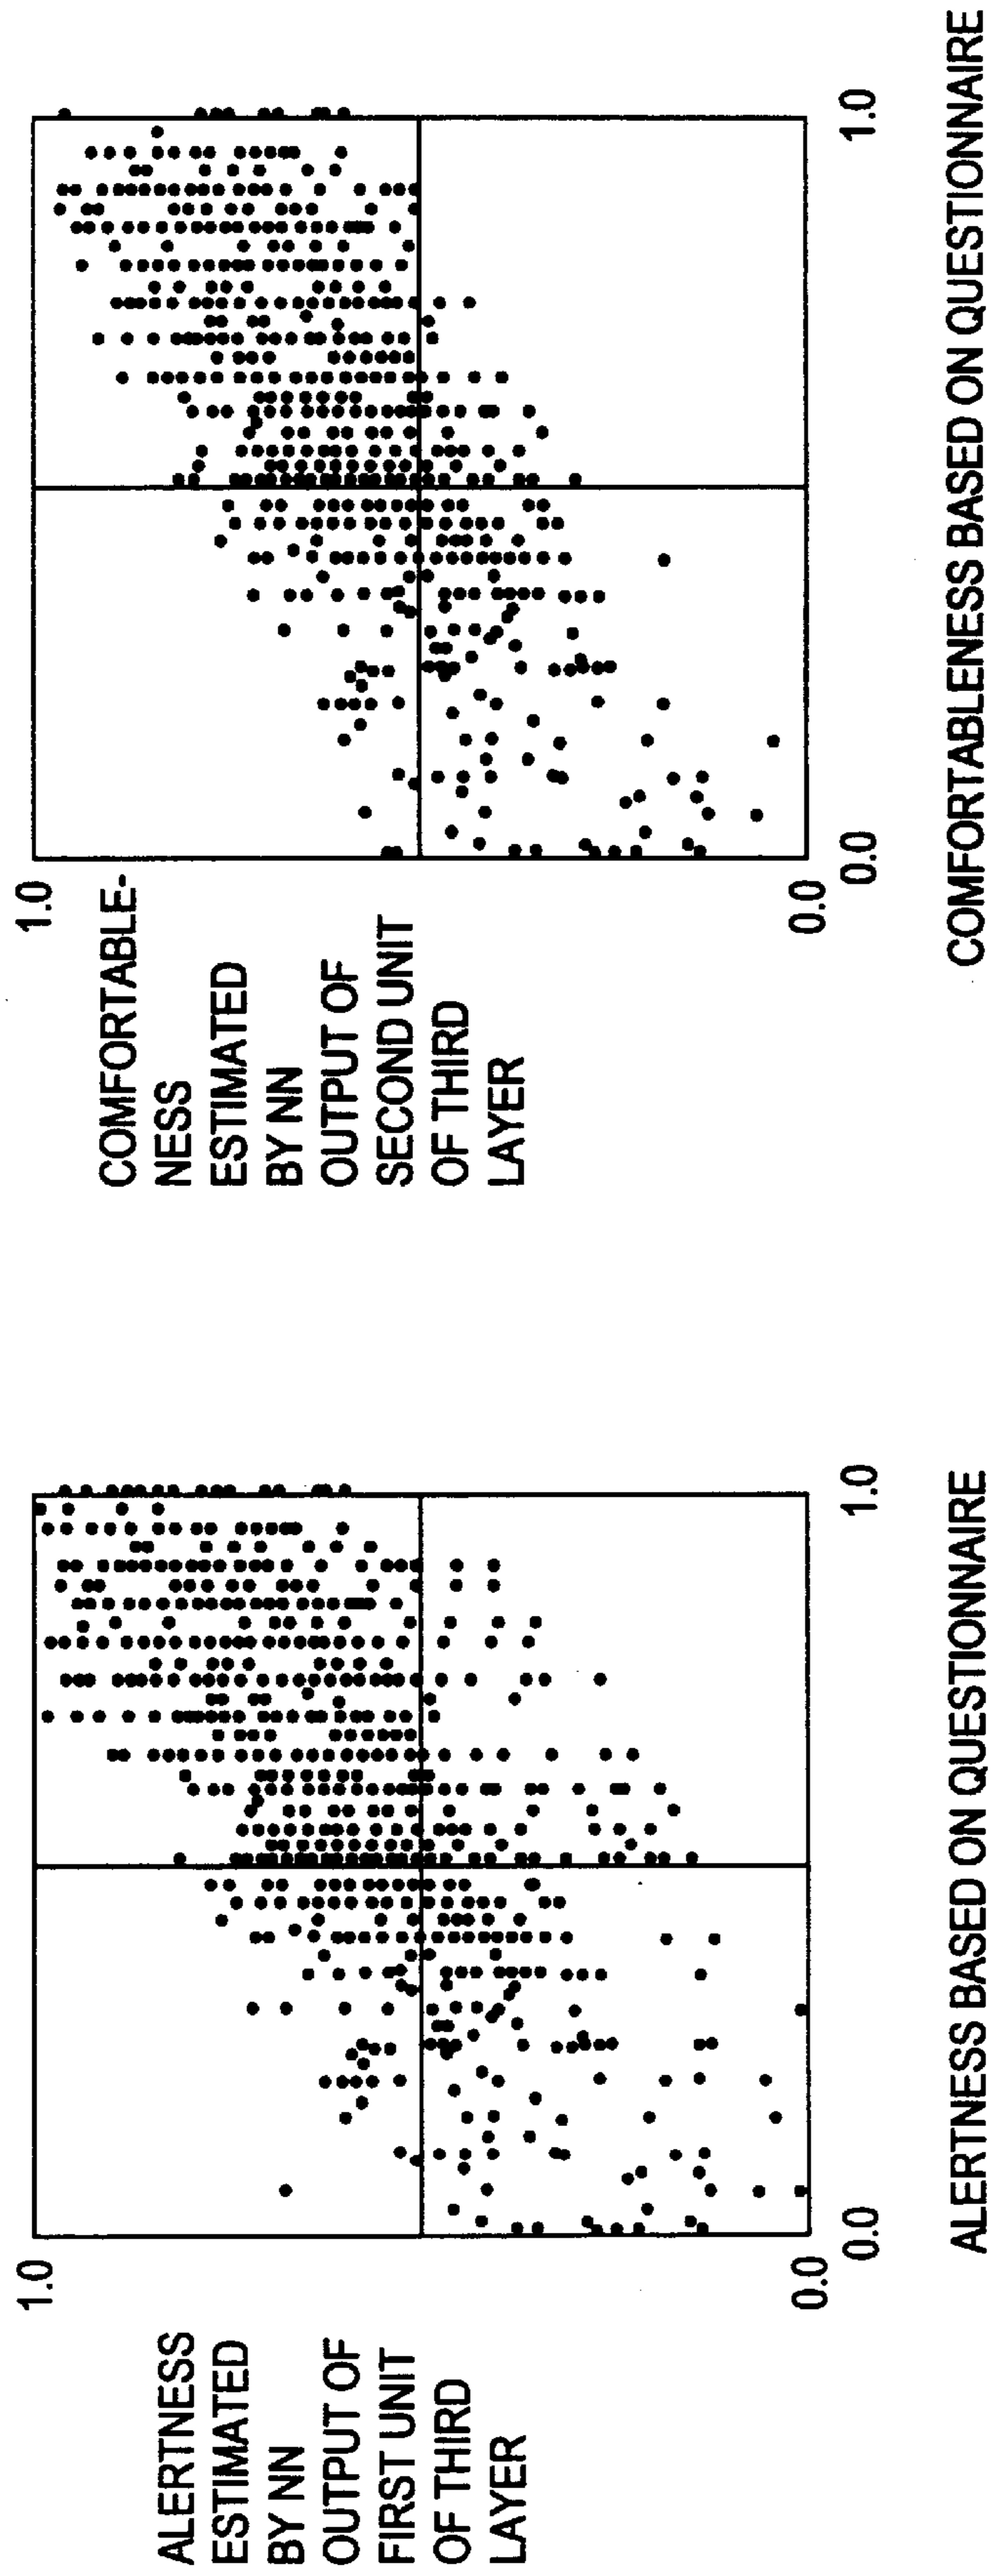 ALERTNESS
ESTIMATED
BY NN
OUTPUT OF
FIRST UNIT
OF THIRD
LAYER
1.0
0.0
0.0
1.0
ALERTNESS BASED ON QUESTIONNAIRE
COMFORTABLE-
NESS
ESTIMATED
BY NN
OUTPUT OF
SECOND UNIT
OF THIRD
LAYER
1.0
0.0
0.0
1.0
COMFORTABLENESS BASED ON QUESTIONNAIRE